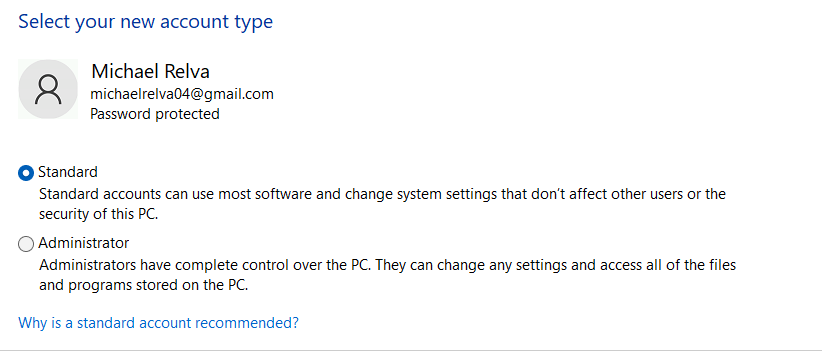 Select your new account type
Michael Relva
michaelrelva04@gmail.com
Password protected
Standard
Standard accounts can use most software and change system settings that don't affect other users or the
security of this PC.
Administrator
Administrators have complete control over the PC. They can change any settings and access all of the files
and programs stored on the PC.
Why is a standard account recommended?